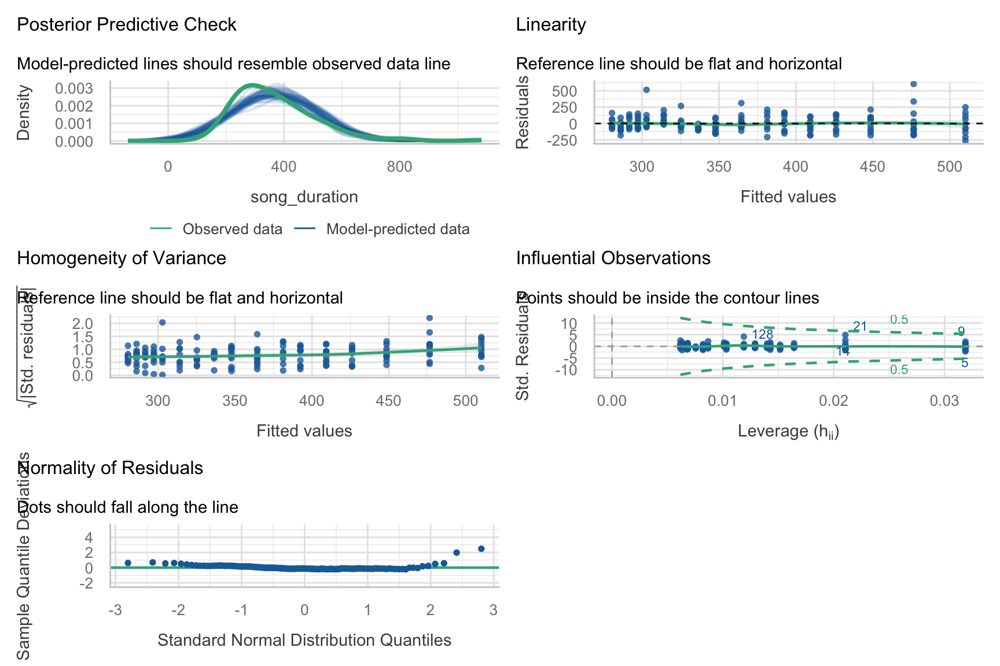 Posterior Predictive Check
Model-predicted lines should resemble observed data line
Density
0.003
0.002
0.001
0.000
0
400
800
song_duration
Observed data
Model-predicted data
Linearity
Reference line should be flat and horizontal
Residuals
500
250
0
-250
300
350
400
450
500
Fitted values
Homogeneity of Variance
Reference line should be flat and horizontal
√|Std. residuals|
2.0
1.5
1.0
0.5
0.0
300
350
400
450
500
Fitted values
Influential Observations
Points should be inside the contour lines
Std. Residuals
10
5
0
-5
-10
0.5
21
9
128
14
5
0.5
0.00
0.01
0.02
0.03
Leverage (hii)
Normality of Residuals
Dots should fall along the line
Sample Quantile Deviations
4
2
0
-2
-3
-2
-1
0
1
2
3
Standard Normal Distribution Quantiles